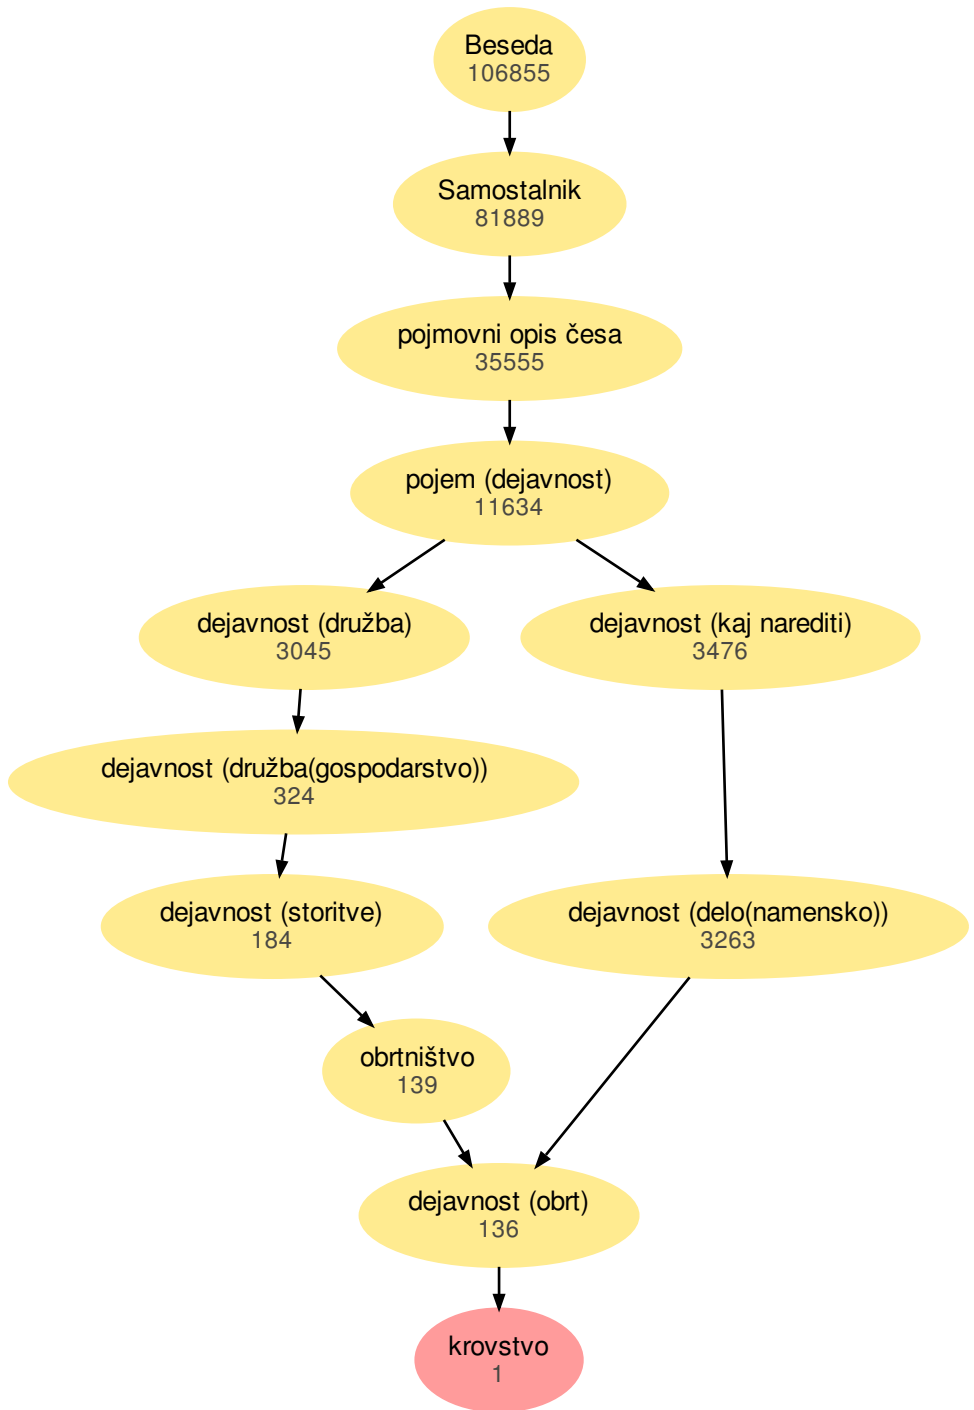 Beseda
106855
Samostalnik
81889
pojmovni opis česa
35555
pojem (dejavnost)
11634
dejavnost (družba)
3045
dejavnost (kaj narediti)
3476
dejavnost (družba(gospodarstvo))
324
dejavnost (storitve)
184
dejavnost (delo(namensko))
3263
obrtništvo
139
dejavnost (obrt)
136
krovstvo
1